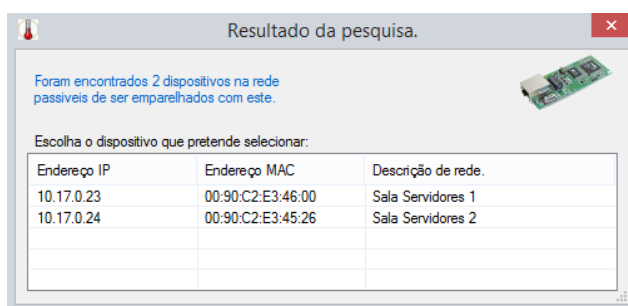 Resultado da pesquisa.
Foram encontrados 2 dispositivos na rede
passiveis de ser emparelhados com este.
Escolha o dispositivo que pretende selecionar:
Endereço IP Endereço MAC Descrição de rede.
10.17.0.23 00:90:C2:E3:46:00 Sala Servidores 1
10.17.0.24 00:90:C2:E3:45:26 Sala Servidores 2